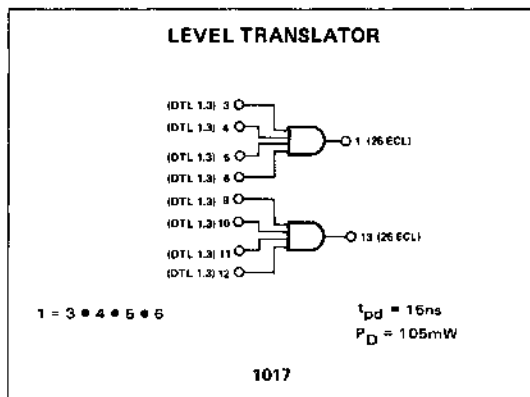 LEVEL TRANSLATOR
(DTL 1.3) 3
(DTL 1.3) 4
(DTL 1.3) 5
(DTL 1.3) 6
1 (26 ECL)
(DTL 1.3) 9
(DTL 1.3) 10
(DTL 1.3) 11
(DTL 1.3) 12
13 (26 ECL)
1 = 3 • 4 • 5 • 6
tpd = 15ns
PD = 105mW
1017